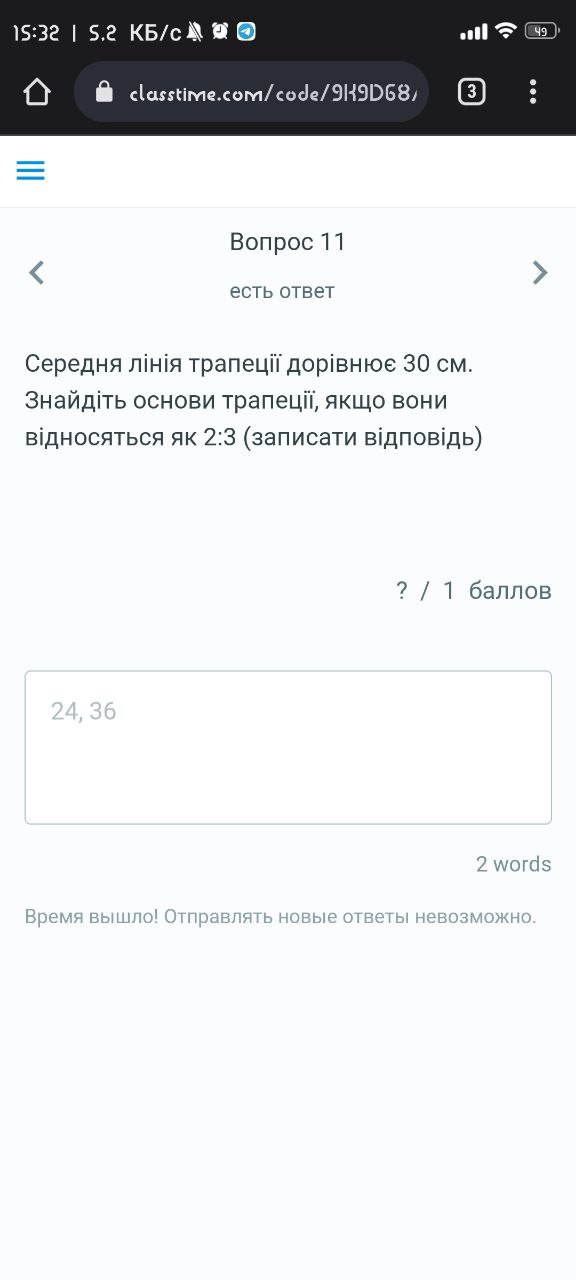 15:32 | 5,2 КБ/с 49
classtime.com/code/9K9D68 3
Вопрос 11
есть ответ
Середня лінія трапеції дорівнює 30 см.
Знайдіть основи трапеції, якщо вони
відносяться як 2:3 (записати відповідь)
? / 1 баллов
24, 36
2 words
Время вышло! Отправлять новые ответы невозможно.